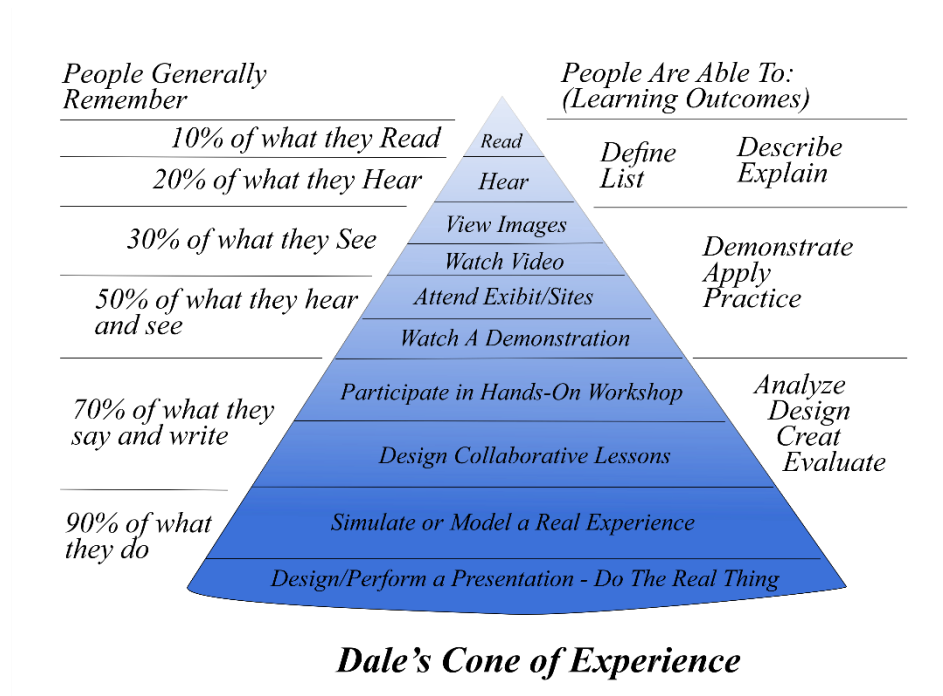 People Generally
Remember
10% of what they Read
20% of what they Hear
30% of what they See
50% of what they hear
and see
70% of what they
say and write
90% of what
they do
Read
Hear
View Images
Watch Video
Attend Exibit/Sites
Watch A Demonstration
Participate in Hands-On Workshop
Design Collaborative Lessons
Simulate or Model a Real Experience
Design/Perform a Presentation - Do The Real Thing
People Are Able To:
(Learning Outcomes)
Define
List
Describe
Explain
Demonstrate
Apply
Practice
Analyze
Design
Creat
Evaluate
Dale's Cone of Experience